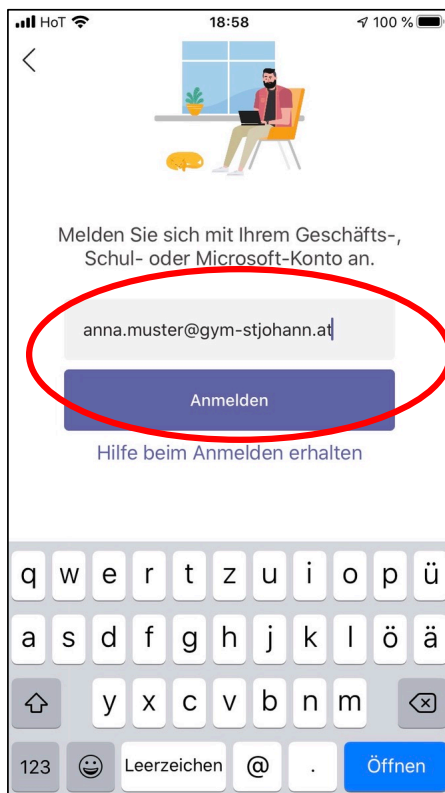 HoT 18:58 100 %
Melden Sie sich mit Ihrem Geschäfts-,
Schul- oder Microsoft-Konto an.
anna.muster@gym-stjohann.at
Anmelden
Hilfe beim Anmelden erhalten
q w e r t z u i o p ü
a s d f g h j k l ö ä
y x c v b n m
123 Leerzeichen @ . Öffnen